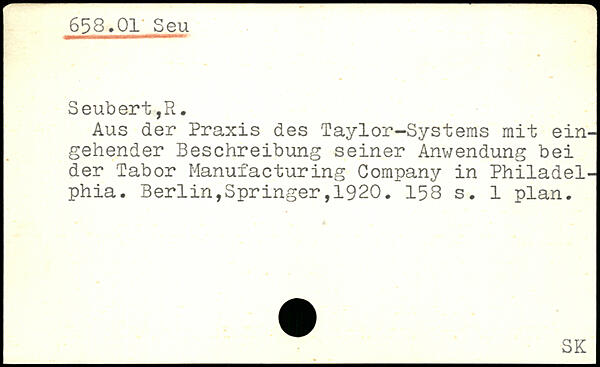 658.01 Seu
Seubert,R.
Aus der Praxis des Taylor-Systems mit ein-
gehender Beschreibung seiner Anwendung bei
der Tabor Manufacturing Company in Philadel-
phia. Berlin,Springer,1920. 158 s. 1 plan.
SK